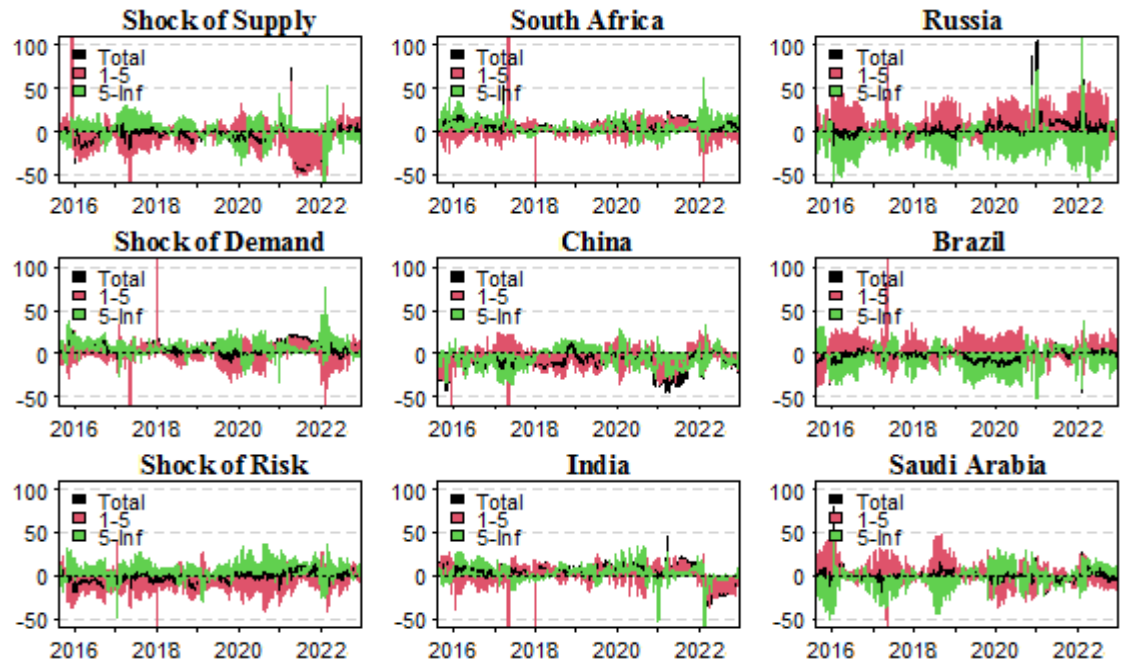 Shock of Supply
100
50
0
-50
Total
1-5
5-Inf
2016 2018 2020 2022
South Africa
100
50
0
-50
Total
1-5
5-Inf
2016 2018 2020 2022
Russia
100
50
0
-50
Total
1-5
5-Inf
2016 2018 2020 2022
Shock of Demand
100
50
0
-50
Total
1-5
5-Inf
2016 2018 2020 2022
China
100
50
0
-50
Total
1-5
5-Inf
2016 2018 2020 2022
Brazil
100
50
0
-50
Total
1-5
5-Inf
2016 2018 2020 2022
Shock of Risk
100
50
0
-50
Total
1-5
5-Inf
2016 2018 2020 2022
India
100
50
0
-50
Total
1-5
5-Inf
2016 2018 2020 2022
Saudi Arabia
100
50
0
-50
Total
1-5
5-Inf
2016 2018 2020 2022